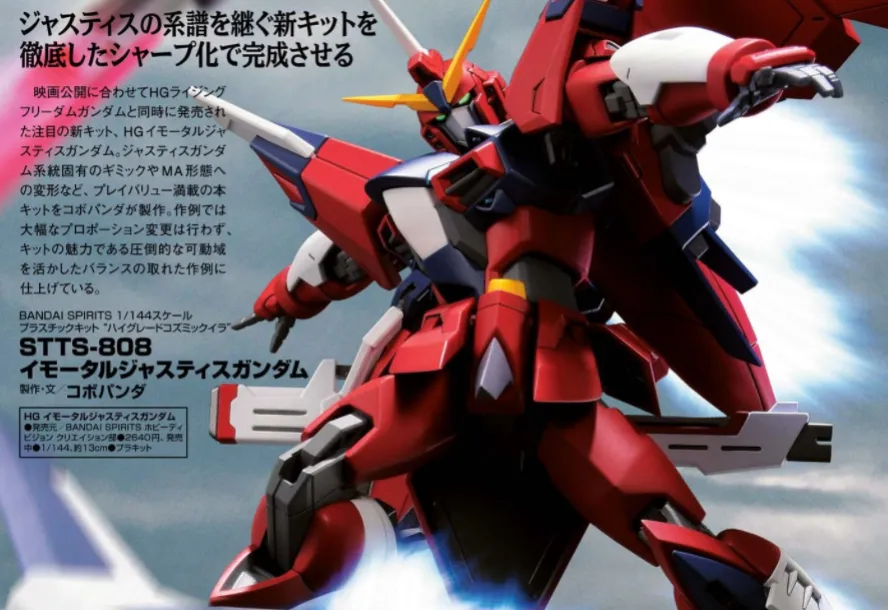 ジャスティスの系譜を継ぐ新キットを
徹底したシャープ化で完成させる
映画公開に合わせてHGライジング
フリーダムガンダムと同時に発売され
た注目の新キット、HGイモータルジャ
スティスガンダム。ジャスティスガンダ
ム系統固有のギミックやMA形態へ
の変形など、プレイバリュー満載の本
キットをコボパンダが製作。作例では
大幅なプロポーション変更は行わず、
キットの魅力である圧倒的な可動域
を活かしたバランスの取れた作例に
仕上げている。
BANDAI SPIRITS 1/144スケール
プラスチックキット “ハイグレードコズミックイラ”
STTS-808
イモータルジャスティスガンダム
製作・文／コボパンダ
HG イモータルジャスティスガンダム
●発売元／BANDAI SPIRITS ホビーディ
ビジョン クリエイション部●2640円、発売
中●1/144、約13cm●プラキット